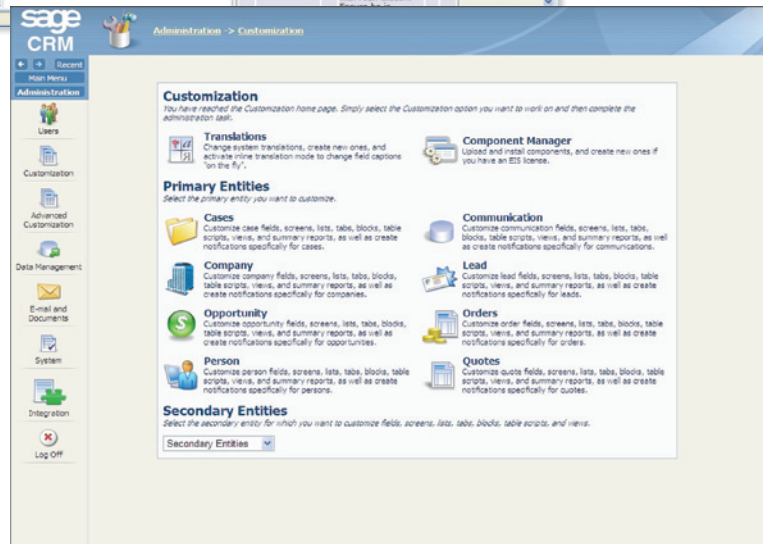 sage
CRM
Administration -> Customization
Recent
Main Menu
Administration
Users
Customization
Advanced
Customization
Data Management
E-mail and
Documents
System
Integration
Log Off
Customization
You have reached the Customization home page. Simply select the Customization option you want to work on and then complete the
administration task.
Translations
Change system translations, create new ones, and
activate inline translation mode to change field captions
"on the fly".
Component Manager
Upload and install components, and create new ones if
you have an EIS license.
Primary Entities
Select the primary entity you want to customize.
Cases
Customize case fields, screens, lists, tabs, blocks, table
scripts, views, and summary reports, as well as create
notifications specifically for cases.
Communication
Customize communication fields, screens, lists, tabs,
blocks, table scripts, views, and summary reports, as well
as create notifications specifically for communications.
Company
Customize company fields, screens, lists, tabs, blocks,
table scripts, views, and summary reports, as well as
create notifications specifically for companies.
Lead
Customize lead fields, screens, lists, tabs, blocks, table
scripts, views, and summary reports, as well as create
notifications specifically for leads.
Opportunity
Customize opportunity fields, screens, lists, tabs, blocks,
table scripts, views, and summary reports, as well as
create notifications specifically for opportunities.
Orders
Customize order fields, screens, lists, tabs, blocks, table
scripts, views, and summary reports, as well as create
notifications specifically for orders.
Person
Customize person fields, screens, lists, tabs, blocks, table
scripts, views, and summary reports, as well as create
notifications specifically for persons.
Quotes
Customize quote fields, screens, lists, tabs, blocks, table
scripts, views, and summary reports, as well as create
notifications specifically for quotes.
Secondary Entities
Select the secondary entity for which you want to customize fields, screens, lists, tabs, blocks, table scripts, and views.
Secondary Entities